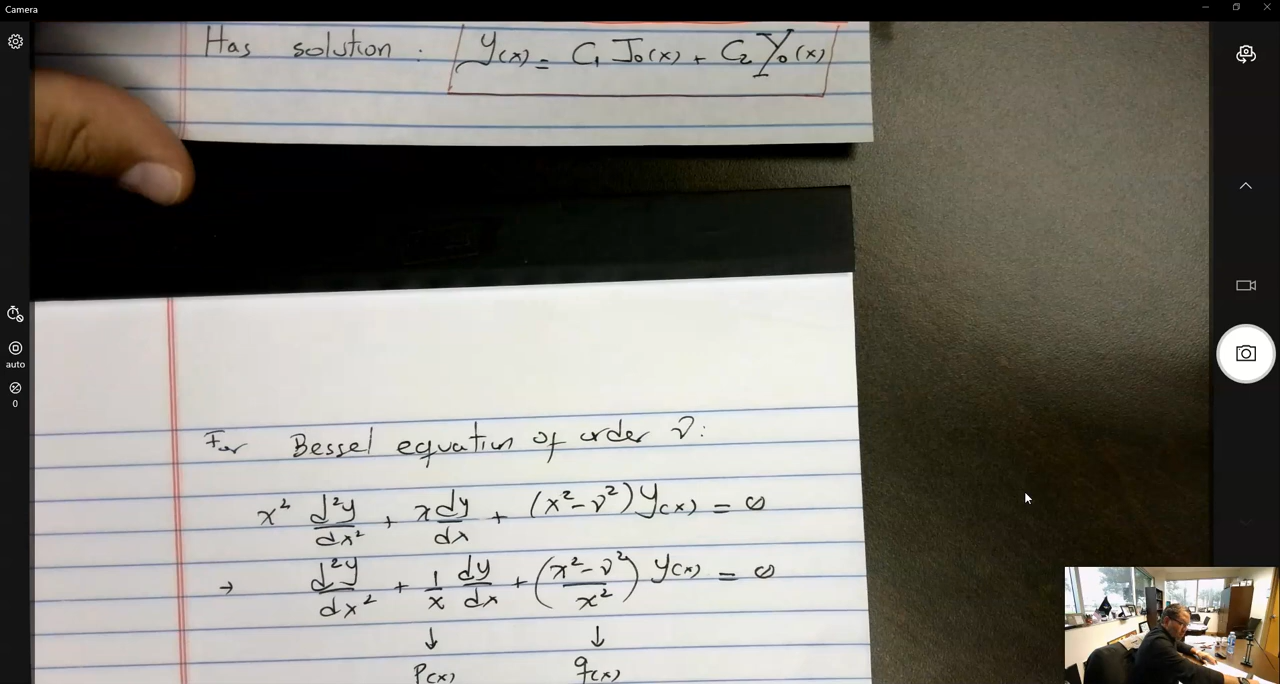 Camera
Has solution : y(x) = C₁ J₀(x) + C₂ Y₀(x)
auto
0
For Bessel equation of order ν:
x² d²y/dx² + x dy/dx + (x² - ν²) y(x) = 0
→ d²y/dx² + 1/x dy/dx + ((x² - ν²)/x²) y(x) = 0
↓ ↓
P(x) q(x)